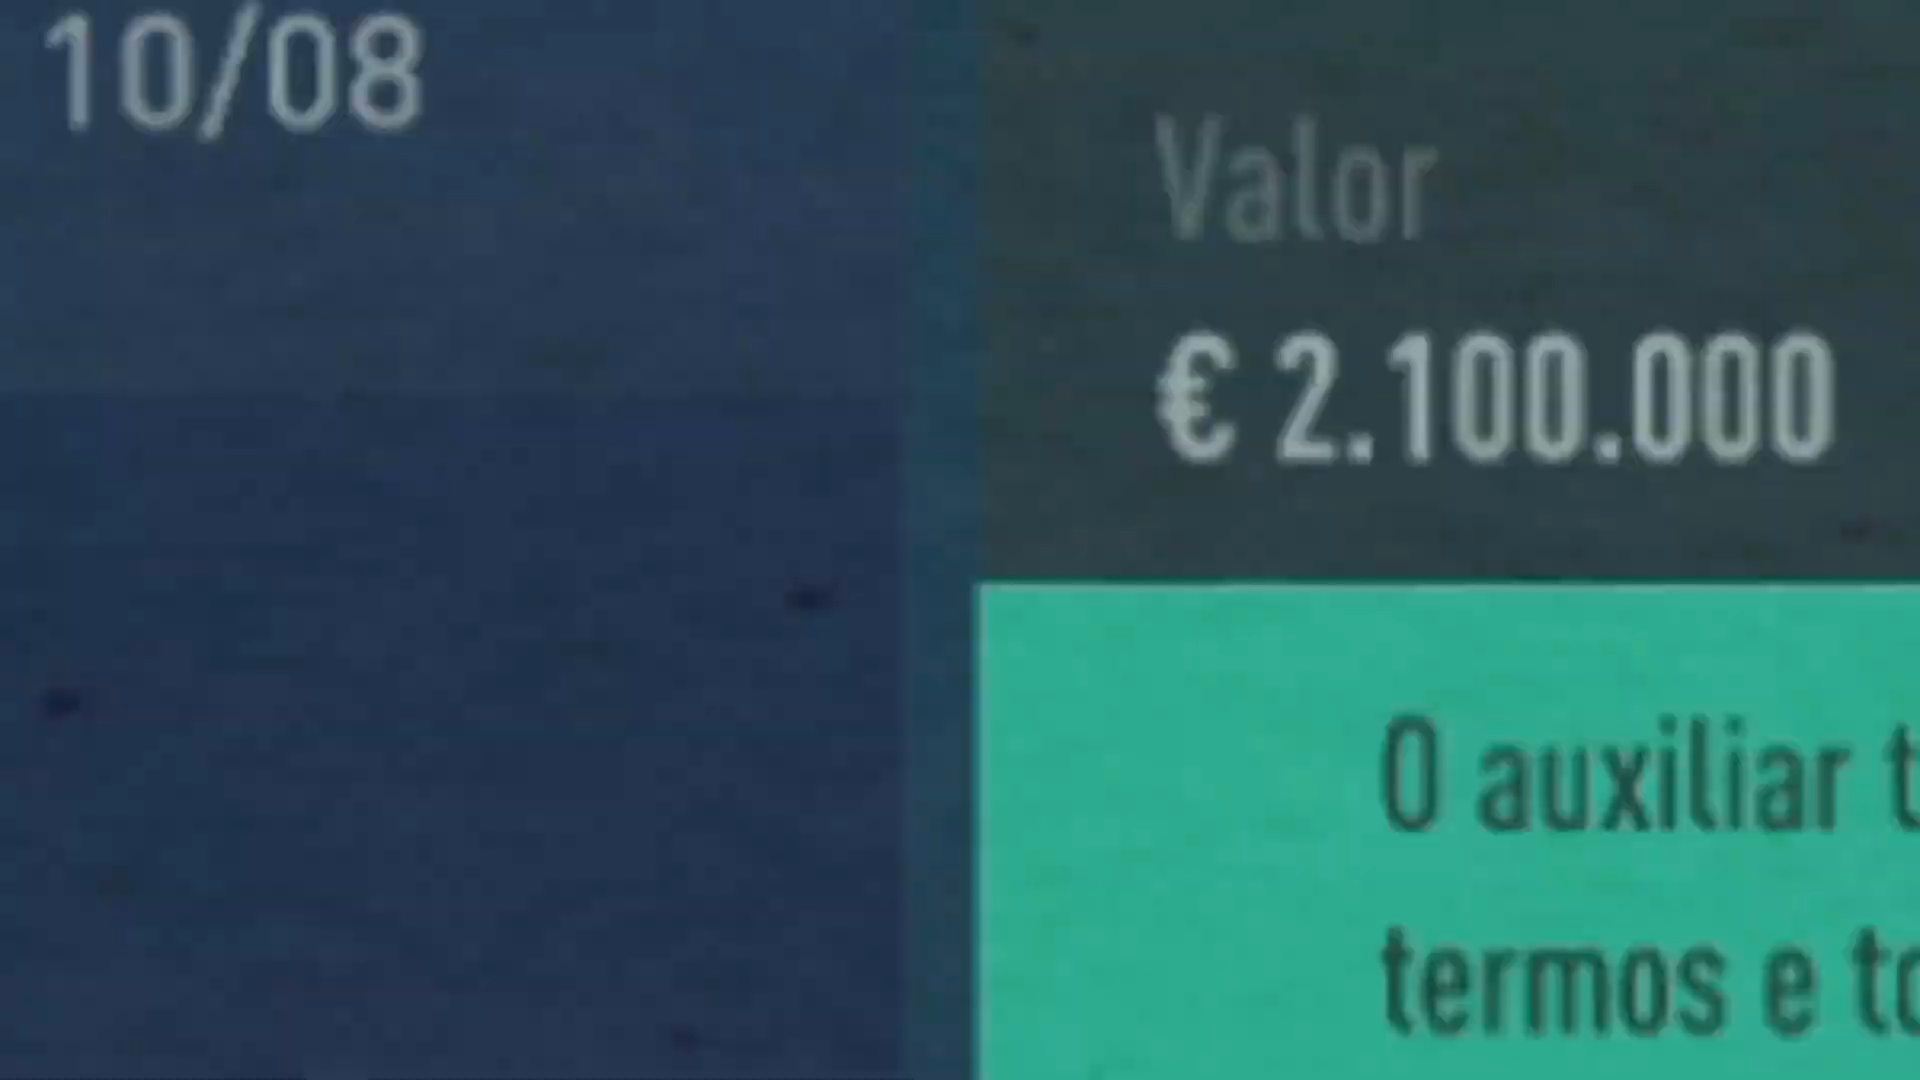 10/08
Valor
€ 2.100.000
O auxiliar
termos e